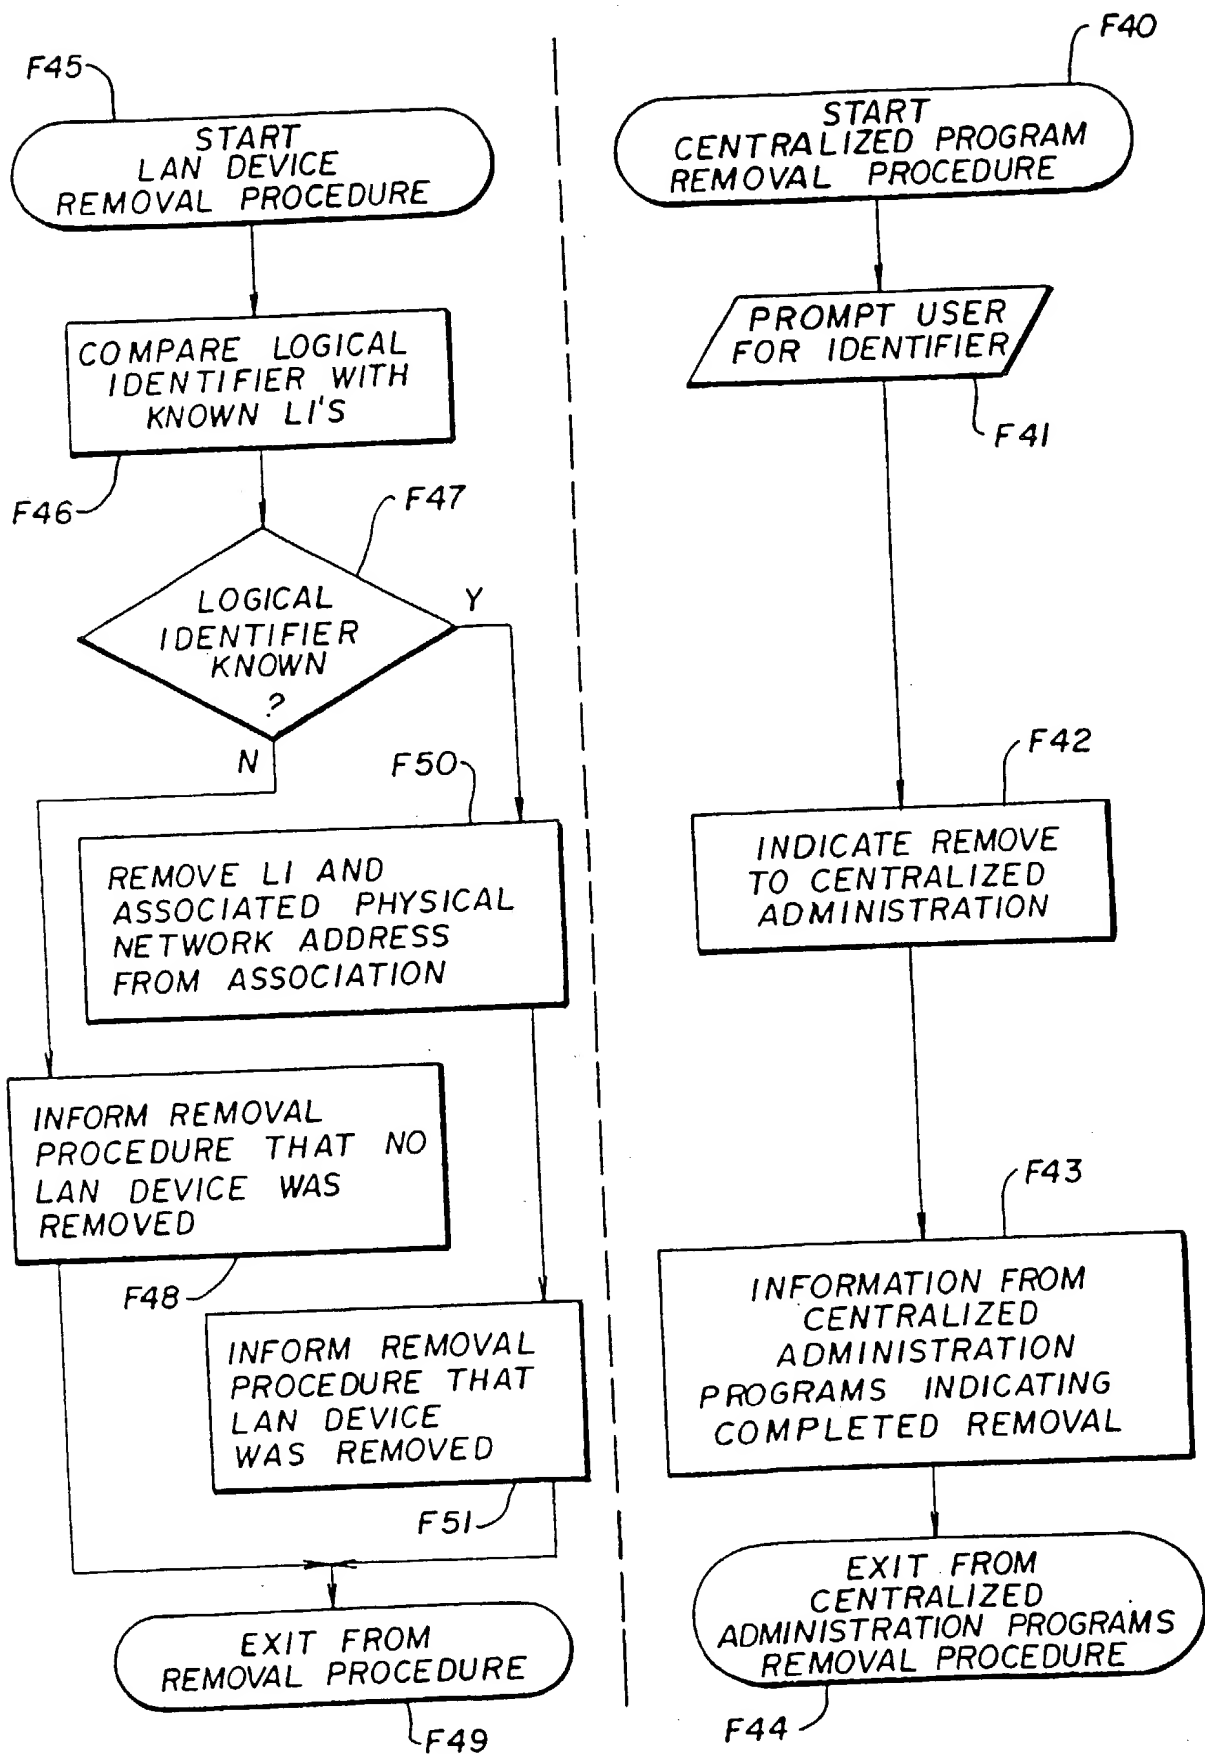 F45
START
LAN DEVICE
REMOVAL PROCEDURE
COMPARE LOGICAL
IDENTIFIER WITH
KNOWN LI'S
F46
F47
LOGICAL
IDENTIFIER
KNOWN
?
Y
N
F50
REMOVE LI AND
ASSOCIATED PHYSICAL
NETWORK ADDRESS
FROM ASSOCIATION
INFORM REMOVAL
PROCEDURE THAT NO
LAN DEVICE WAS
REMOVED
F48
INFORM REMOVAL
PROCEDURE THAT
LAN DEVICE
WAS REMOVED
F51
EXIT FROM
REMOVAL PROCEDURE
F49
F40
START
CENTRALIZED PROGRAM
REMOVAL PROCEDURE
PROMPT USER
FOR IDENTIFIER
F41
F42
INDICATE REMOVE
TO CENTRALIZED
ADMINISTRATION
F43
INFORMATION FROM
CENTRALIZED
ADMINISTRATION
PROGRAMS INDICATING
COMPLETED REMOVAL
EXIT FROM
CENTRALIZED
ADMINISTRATION PROGRAMS
REMOVAL PROCEDURE
F44